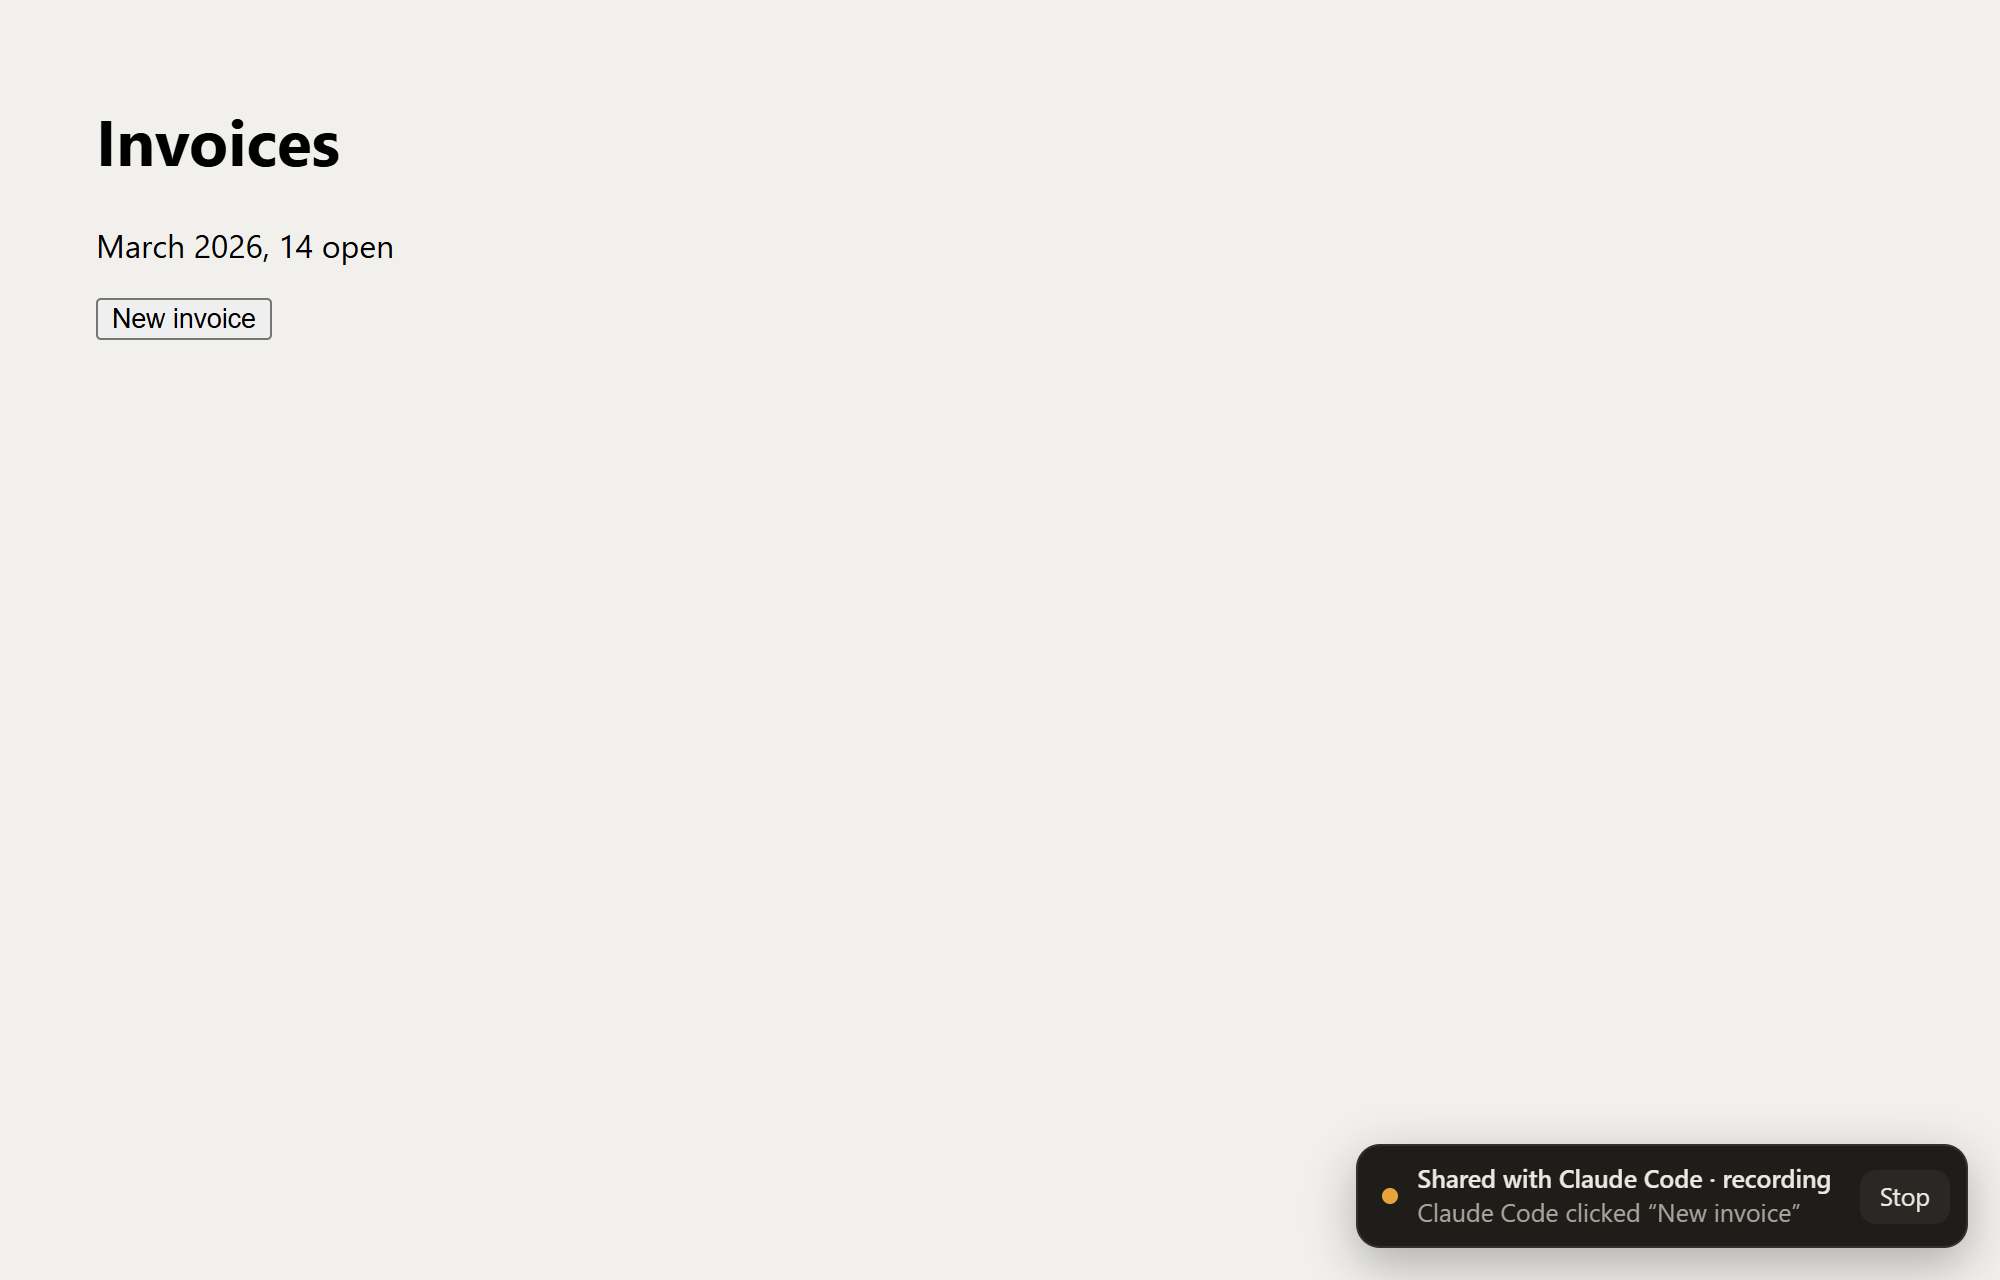 Invoices
March 2026, 14 open
New invoice
Shared with Claude Code · recording
Claude Code clicked “New invoice”
Stop